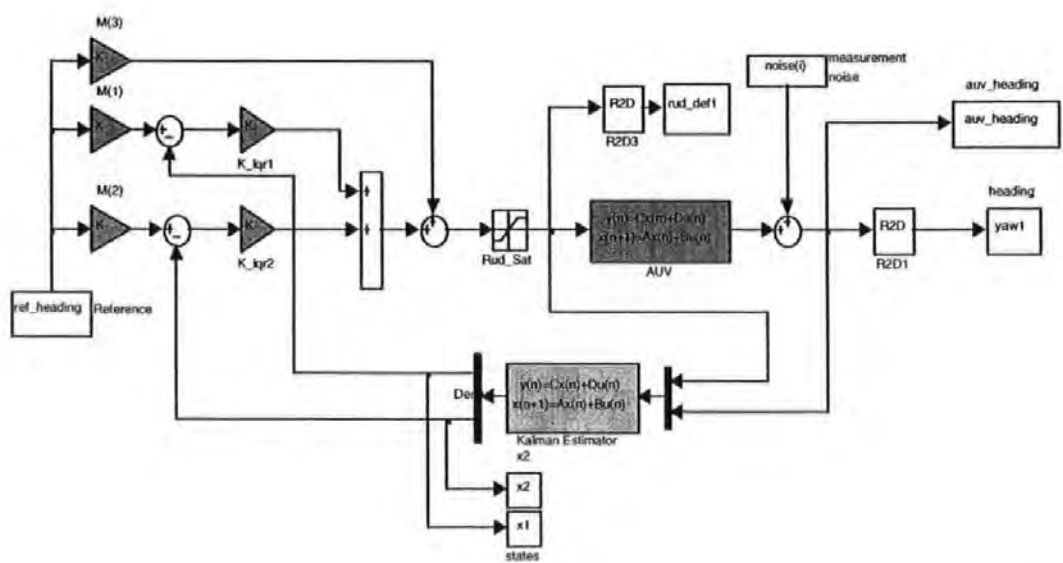 M(3)
M(1)
K_lqr1
M(2)
K_lqr2
ref_heading
Reference
Rud_Sat
R2D
R2D3
rud_def1
noise(i)
measurement
noise
auv_heading
auv_heading
y(n)=Cx(n)+Du(n)
x(n+1)=Ax(n)+Bu(n)
AUV
R2D
R2D1
heading
yaw1
y(n)=Cx(n)+Du(n)
x(n+1)=Ax(n)+Bu(n)
Kalman Estimator
x2
x2
x1
states